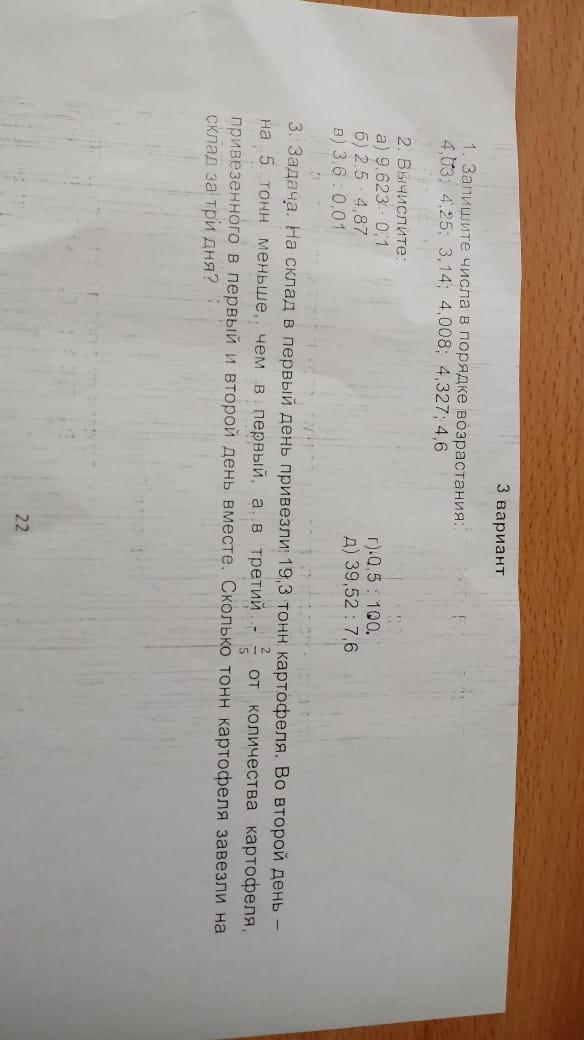 3 вариант
1. Запишите числа в порядке возрастания:
4,03; 4,25; 3,14; 4,008; 4,327; 4,6
2. Вычислите:
а) 9,623 · 0,1
г) 0,5 : 100
б) 2,5 · 4,87
д) 39,52 : 7,6
в) 3,6 : 0,01
3. Задача. На склад в первый день привезли 19,3 тонн картофеля. Во второй день –
на 5 тонн меньше, чем в первый, а в третий - 2/5 от количества картофеля,
привезенного в первый и второй день вместе. Сколько тонн картофеля завезли на
склад за три дня?
22